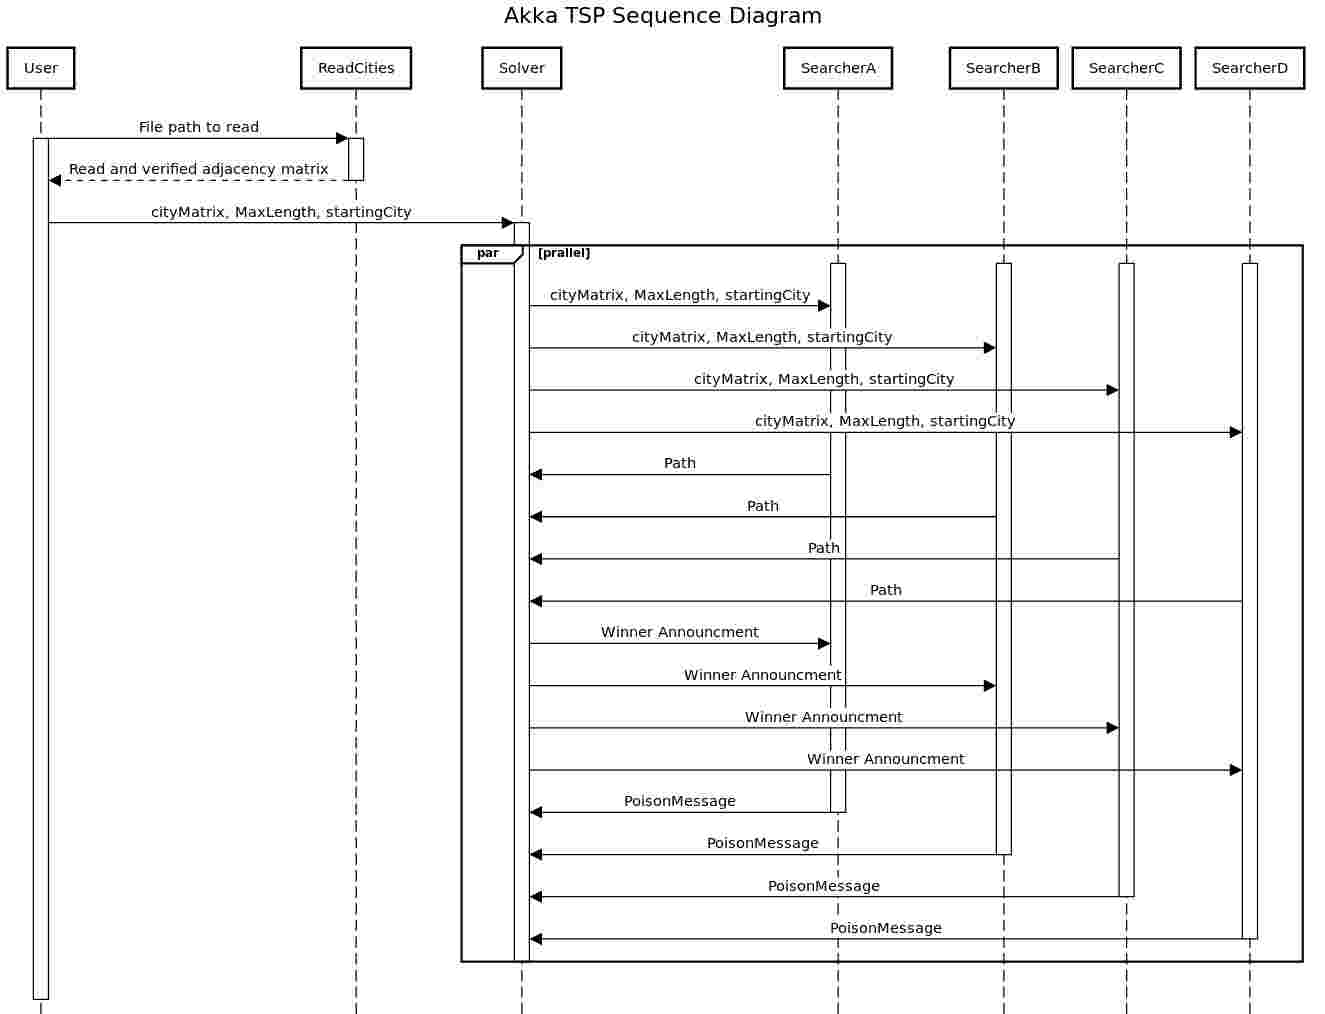 Akka TSP Sequence Diagram
User
ReadCities
Solver
SearcherA
SearcherB
SearcherC
SearcherD
File path to read
Read and verified adjacency matrix
cityMatrix, MaxLength, startingCity
par
[prallel]
cityMatrix, MaxLength, startingCity
cityMatrix, MaxLength, startingCity
cityMatrix, MaxLength, startingCity
cityMatrix, MaxLength, startingCity
Path
Path
Path
Path
Winner Announcment
Winner Announcment
Winner Announcment
Winner Announcment
PoisonMessage
PoisonMessage
PoisonMessage
PoisonMessage